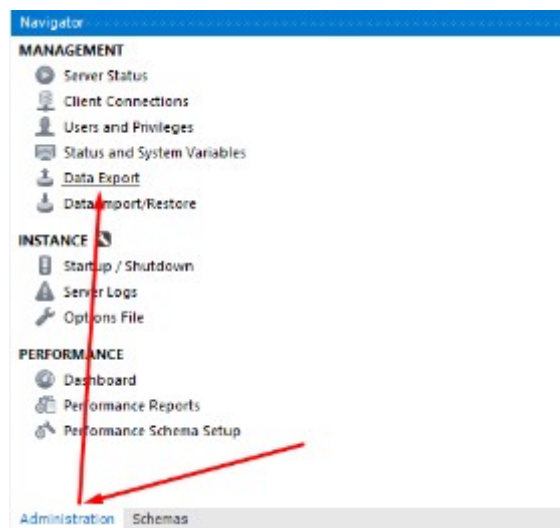 Navigator
MANAGEMENT
Server Status
Client Connections
Users and Privileges
Status and System Variables
Data Export
Data Import/Restore
INSTANCE
Startup / Shutdown
Server Logs
Options File
PERFORMANCE
Dashboard
Performance Reports
Performance Schema Setup
Administration Schemas